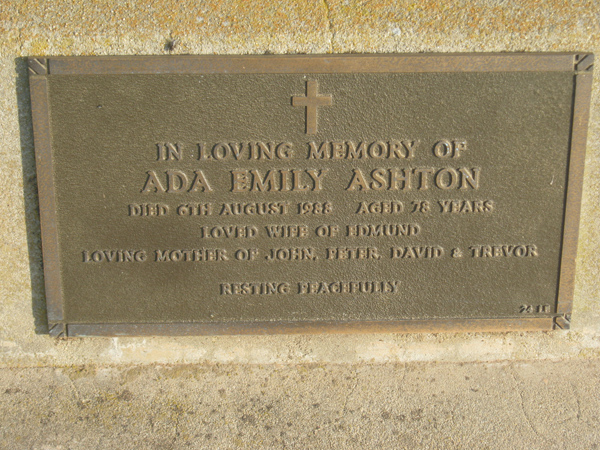 IN LOVING MEMORY OF
ADA EMILY ASHTON
DIED 6TH AUGUST 1988 AGED 78 YEARS
LOVED WIFE OF EDMUND
LOVING MOTHER OF JOHN, PETER, DAVID & TREVOR
RESTING PEACEFULLY